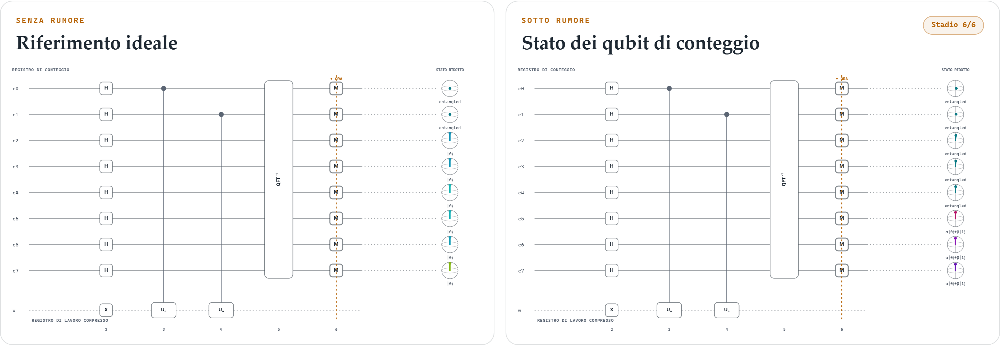 SENZA RUMORE
Riferimento ideale
REGISTRO DI CONTEGGIO
STATO RIDOTTO
▼ ORA
c0 H M
entangled
c1 H M
entangled
c2 H M
|0⟩
c3 H M
|0⟩
QFT⁻¹
c4 H M
|0⟩
c5 H M
|0⟩
c6 H M
|0⟩
c7 H M
|0⟩
w X Uₐ Uₐ
REGISTRO DI LAVORO COMPRESSO
2 3 4 5 6
SOTTO RUMORE
Stadio 6/6
Stato dei qubit di conteggio
REGISTRO DI CONTEGGIO
STATO RIDOTTO
▼ ORA
c0 H M
entangled
c1 H M
entangled
c2 H M
entangled
c3 H M
entangled
QFT⁻¹
c4 H M
entangled
c5 H M
α|0⟩+β|1⟩
c6 H M
α|0⟩+β|1⟩
c7 H M
α|0⟩+β|1⟩
w X Uₐ Uₐ
REGISTRO DI LAVORO COMPRESSO
2 3 4 5 6